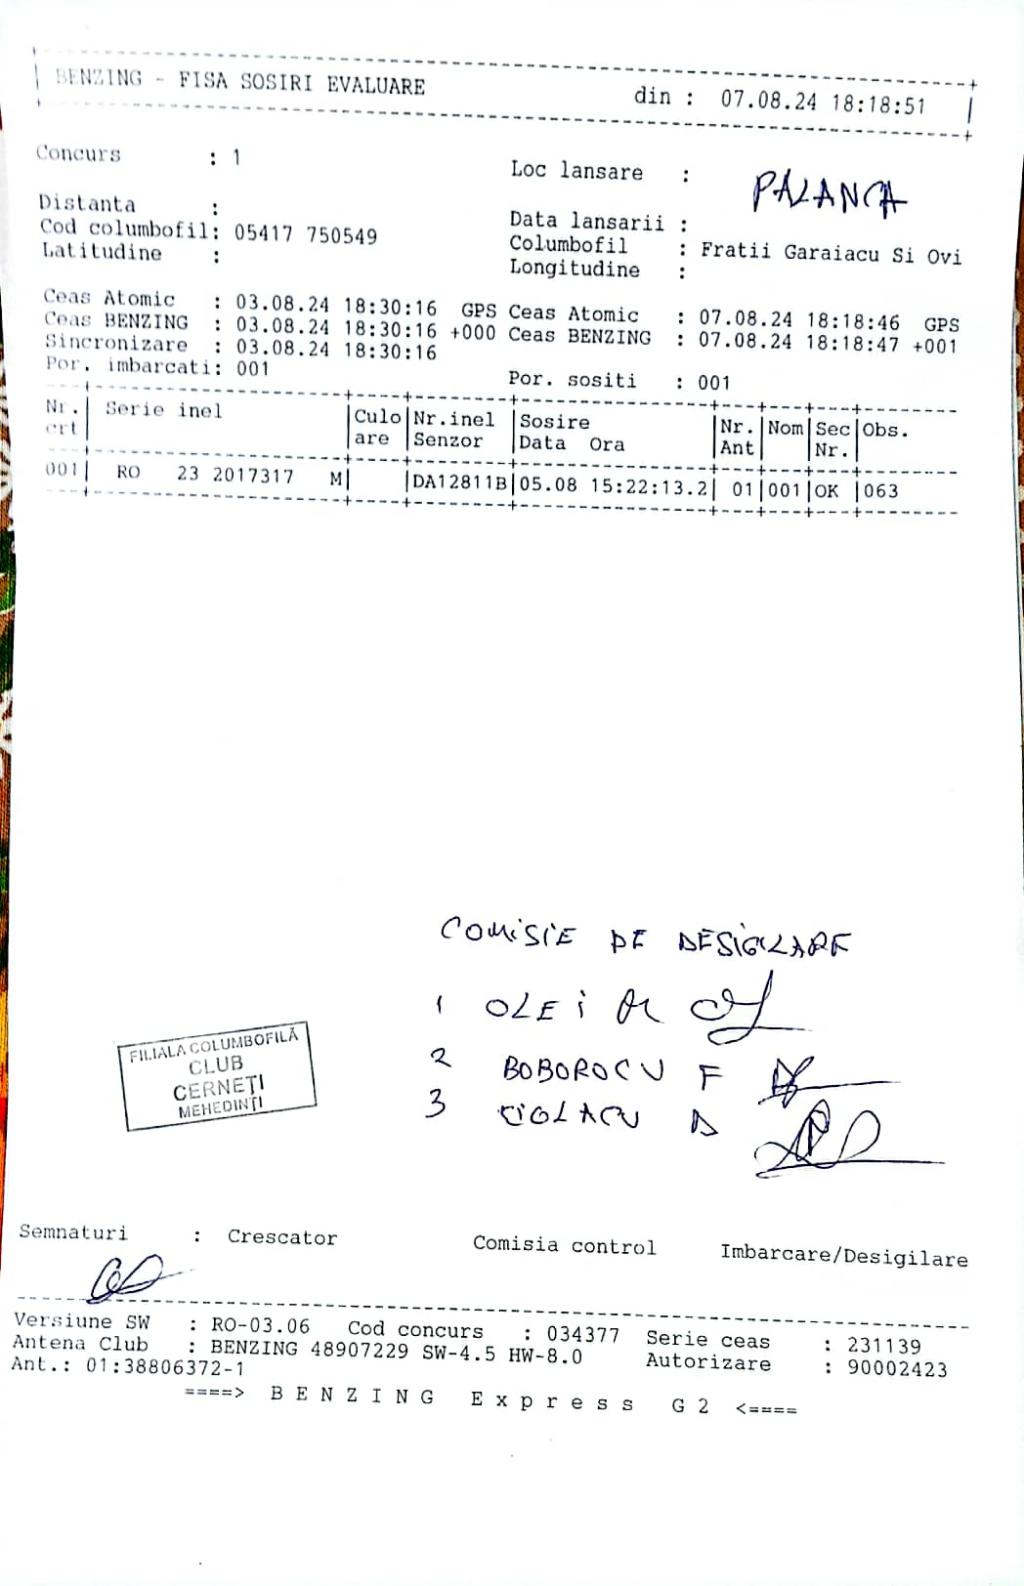 BENZING - FISA SOSIRI EVALUARE din : 07.08.24 18:18:51
Concurs : 1 Loc lansare : PALANCA
Distanta : Data lansarii :
Cod columbofil: 05417 750549 Columbofil : Fratii Garaiacu Si Ovi
Latitudine : Longitudine :
Ceas Atomic : 03.08.24 18:30:16 GPS Ceas Atomic : 07.08.24 18:18:46 GPS
Ceas BENZING : 03.08.24 18:30:16 +000 Ceas BENZING : 07.08.24 18:18:47 +001
Sincronizare : 03.08.24 18:30:16
Por. imbarcati: 001 Por. sositi : 001
Nr. | Serie inel |Culo|Nr.inel |Sosire |Nr.|Nom|Sec|Obs.
crt | |are |Senzor |Data Ora |Ant| |Nr.|
001| RO 23 2017317 M| |DA12811B|05.08 15:22:13.2| 01|001|OK |063
COMISIE DE DESIGILARE
1 OLEI
2 BOBOROCU F
3 CIOLACU D
FILIALA COLUMBOFILĂ
CLUB
CERNEȚI
MEHEDINȚI
Semnaturi : Crescator Comisia control Imbarcare/Desigilare
Versiune SW : RO-03.06 Cod concurs : 034377 Serie ceas : 231139
Antena Club : BENZING 48907229 SW-4.5 HW-8.0 Autorizare : 90002423
Ant.: 01:38806372-1
====> B E N Z I N G E x p r e s s G 2 <====